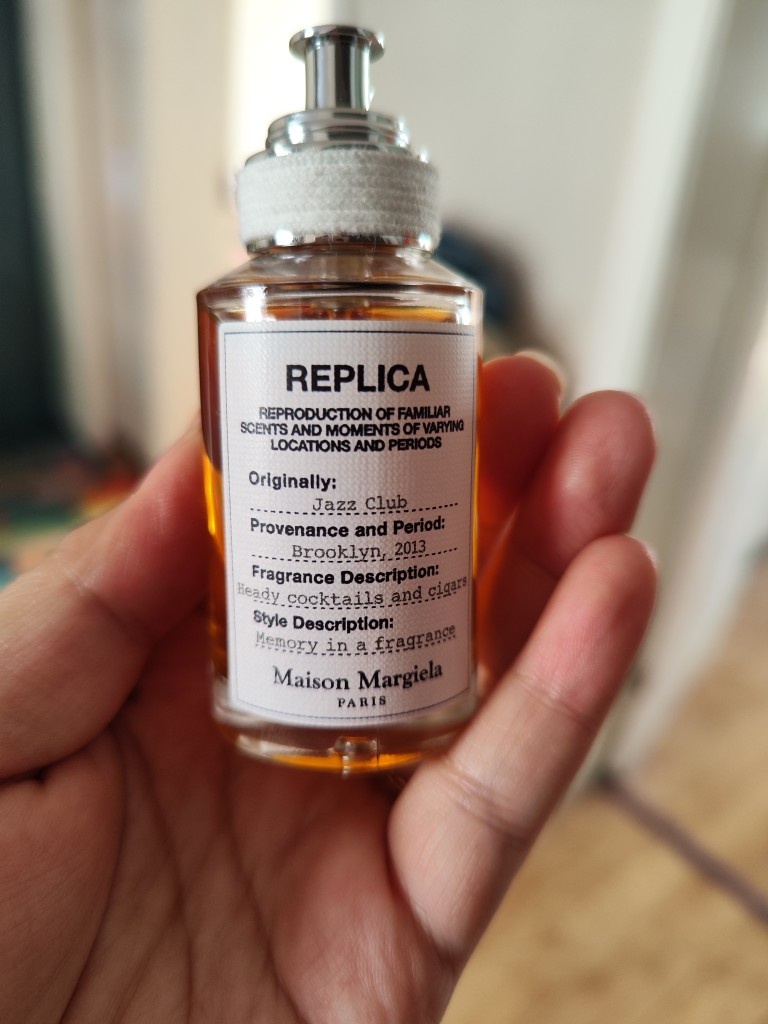 REPLICA
REPRODUCTION OF FAMILIAR
SCENTS AND MOMENTS OF VARYING
LOCATIONS AND PERIODS
Originally:
Jazz Club
Provenance and Period:
Brooklyn, 2013
Fragrance Description:
Heady cocktails and cigars
Style Description:
Memory in a fragrance
Maison Margiela
PARIS